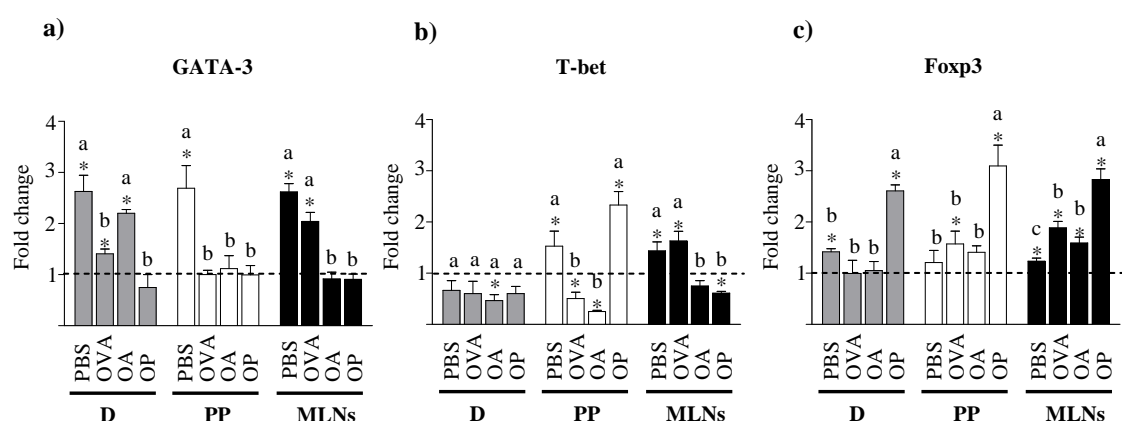 a)
GATA-3
Fold change
4
3
2
1
a
*
b
*
a
*
b
a
*
b
b
b
a
*
a
*
b
b
PBS
OVA
OA
OP
PBS
OVA
OA
OP
PBS
OVA
OA
OP
D
PP
MLNs
b)
T-bet
Fold change
4
3
2
1
a
a
a
*
a
a
*
b
*
b
*
a
*
a
*
a
*
b
b
*
PBS
OVA
OA
OP
PBS
OVA
OA
OP
PBS
OVA
OA
OP
D
PP
MLNs
c)
Foxp3
Fold change
4
3
2
1
b
*
b
b
a
*
b
b
*
b
a
*
c
*
b
*
b
*
a
*
PBS
OVA
OA
OP
PBS
OVA
OA
OP
PBS
OVA
OA
OP
D
PP
MLNs